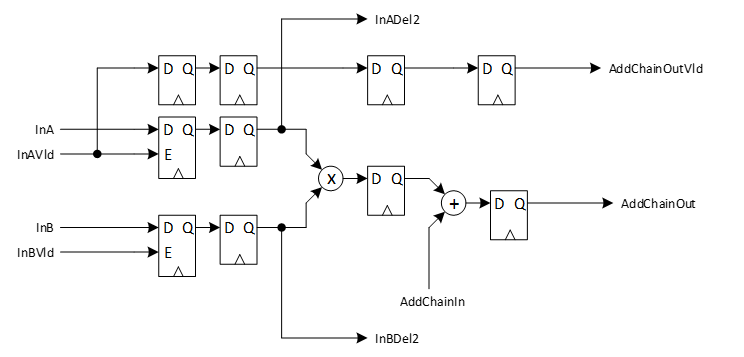 InADel2
D Q D Q D Q D Q AddChainOutVld
InA D Q D Q
InAVld E
X D Q
D Q AddChainOut
+
InB D Q D Q
InBVld E
AddChainIn
InBDel2